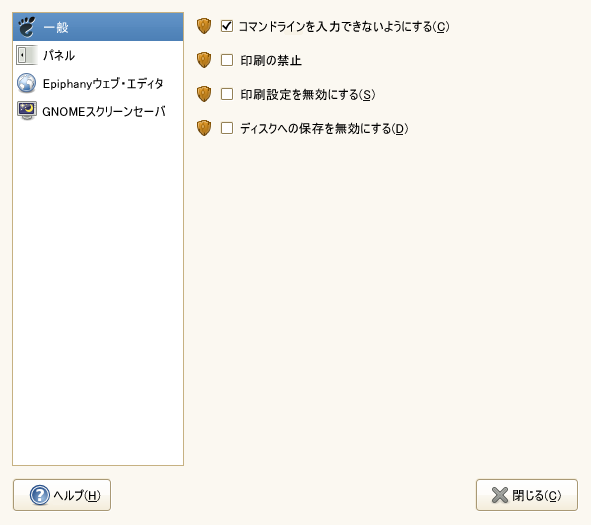 一般
パネル
Epiphanyウェブ・エディタ
GNOMEスクリーンセーバ
コマンドラインを入力できないようにする(C)
印刷の禁止
印刷設定を無効にする(S)
ディスクへの保存を無効にする(D)
ヘルプ(H)
閉じる(C)